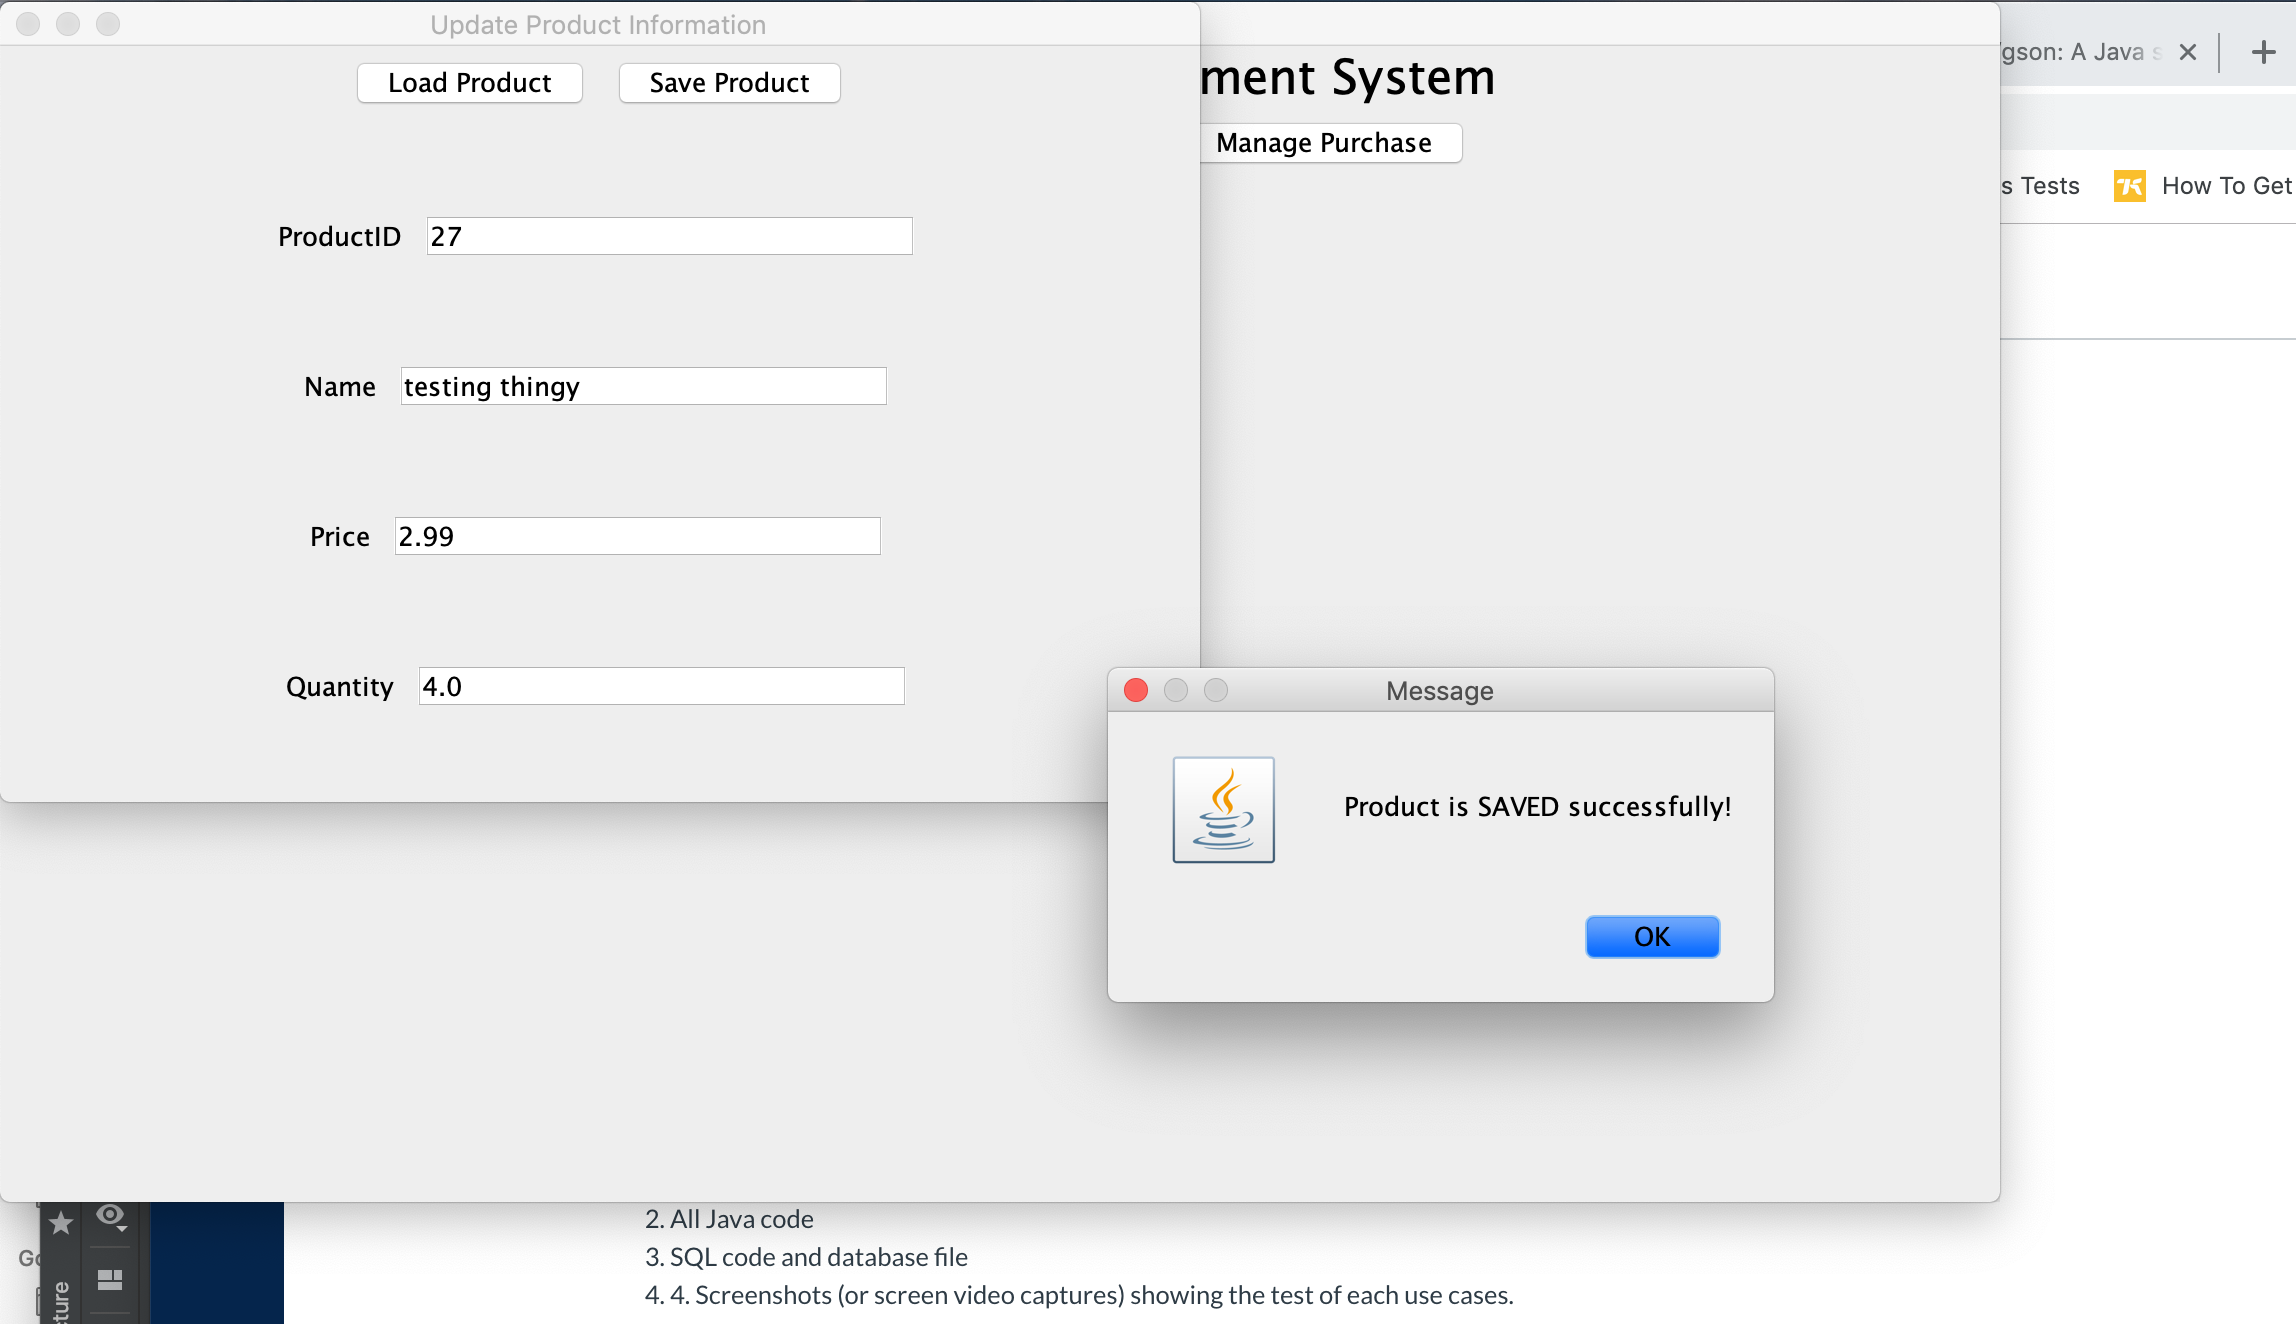 Update Product Information
Load Product
Save Product
ment System
Manage Purchase
gson: A Java s
s Tests
How To Get
ProductID
27
Name
testing thingy
Price
2.99
Quantity
4.0
Message
Product is SAVED successfully!
OK
2. All Java code
3. SQL code and database file
4. 4. Screenshots (or screen video captures) showing the test of each use cases.
Go
cture